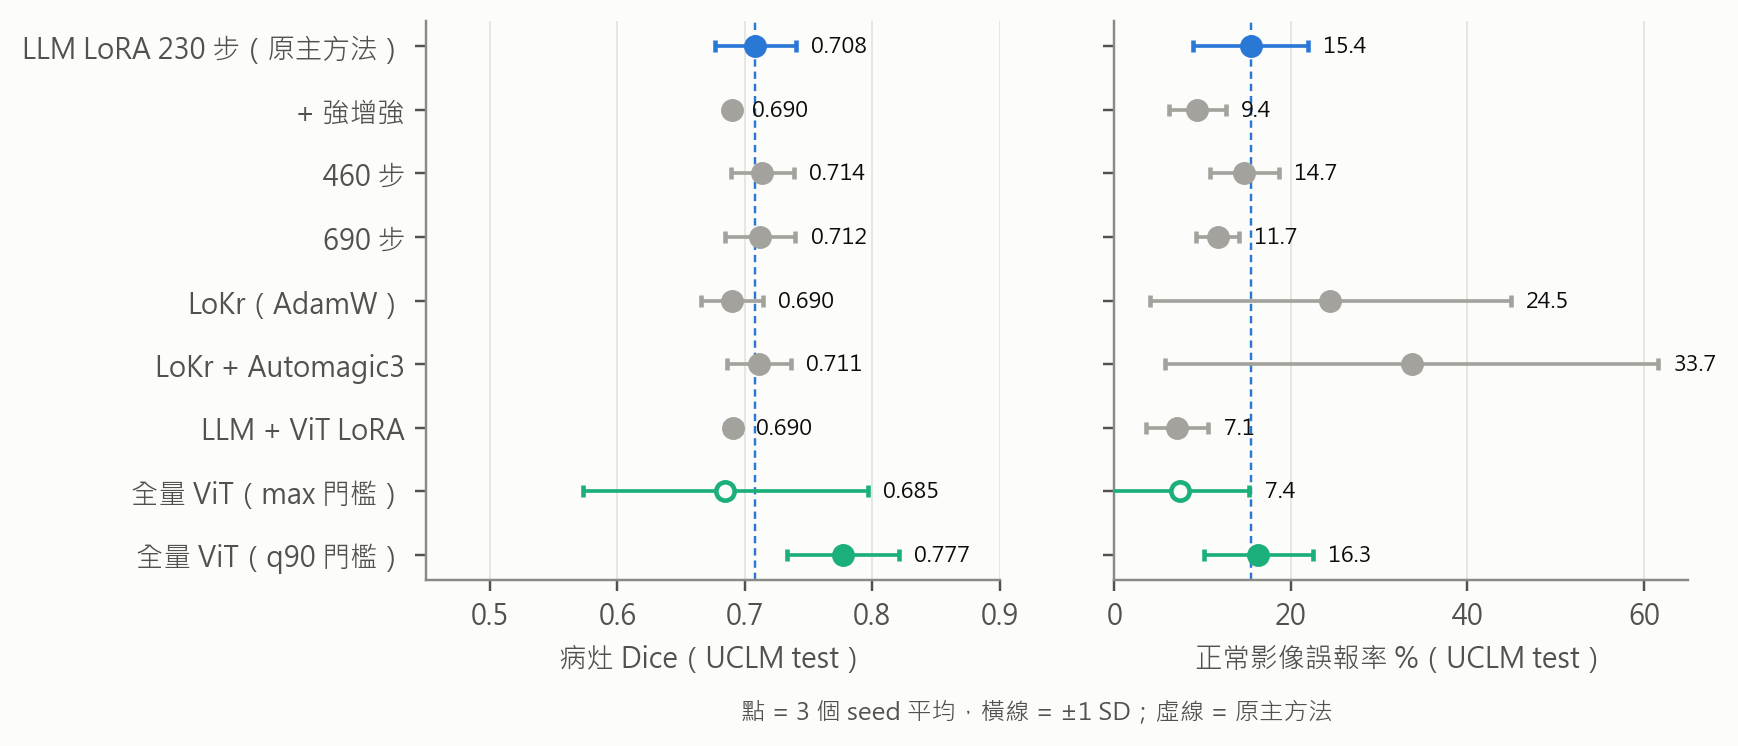 LLM LoRA 230 步（原主方法） 0.708 15.4
+ 強增強 0.690 9.4
460 步 0.714 14.7
690 步 0.712 11.7
LoKr（AdamW） 0.690 24.5
LoKr + Automagic3 0.711 33.7
LLM + ViT LoRA 0.690 7.1
全量 ViT（max 門檻） 0.685 7.4
全量 ViT（q90 門檻） 0.777 16.3
0.5 0.6 0.7 0.8 0.9 0 20 40 60
病灶 Dice（UCLM test） 正常影像誤報率 %（UCLM test）
點 = 3 個 seed 平均，橫線 = ±1 SD；虛線 = 原主方法